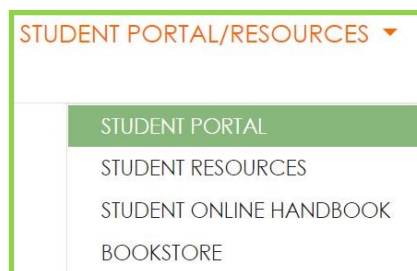 STUDENT PORTAL/RESOURCES
STUDENT PORTAL
STUDENT RESOURCES
STUDENT ONLINE HANDBOOK
BOOKSTORE